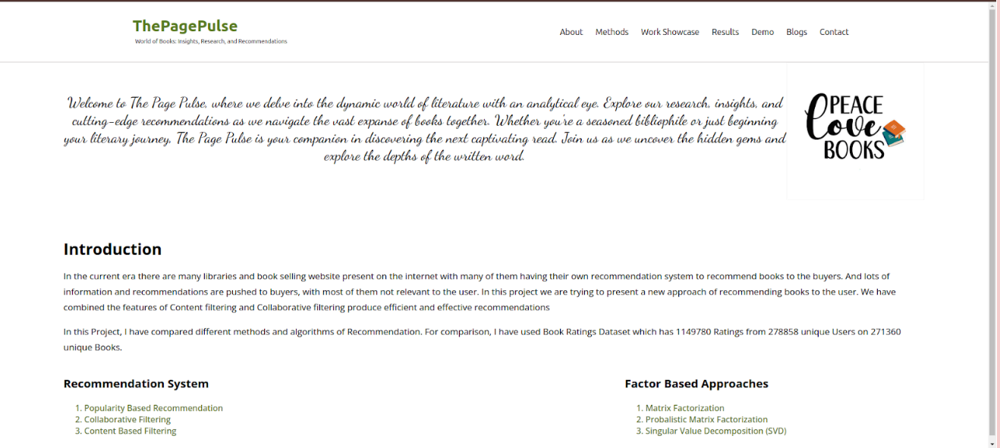 ThePagePulse
World of Books: Insights, Research, and Recommendations
About Methods Work Showcase Results Demo Blogs Contact
Welcome to The Page Pulse, where we delve into the dynamic world of literature with an analytical eye. Explore our research, insights, and
cutting-edge recommendations as we navigate the vast expanse of books together. Whether you're a seasoned bibliophile or just beginning
your literary journey, The Page Pulse is your companion in discovering the next captivating read. Join us as we uncover the hidden gems and
explore the depths of the written word.
PEACE
Love
BOOKS
Introduction
In the current era there are many libraries and book selling website present on the internet with many of them having their own recommendation system to recommend books to the buyers. And lots of
information and recommendations are pushed to buyers, with most of them not relevant to the user. In this project we are trying to present a new approach of recommending books to the user. We have
combined the features of Content filtering and Collaborative filtering produce efficient and effective recommendations
In this Project, I have compared different methods and algorithms of Recommendation. For comparison, I have used Book Ratings Dataset which has 1149780 Ratings from 278858 unique Users on 271360
unique Books.
Recommendation System
1. Popularity Based Recommendation
2. Collaborative Filtering
3. Content Based Filtering
Factor Based Approaches
1. Matrix Factorization
2. Probalistic Matrix Factorization
3. Singular Value Decomposition (SVD)